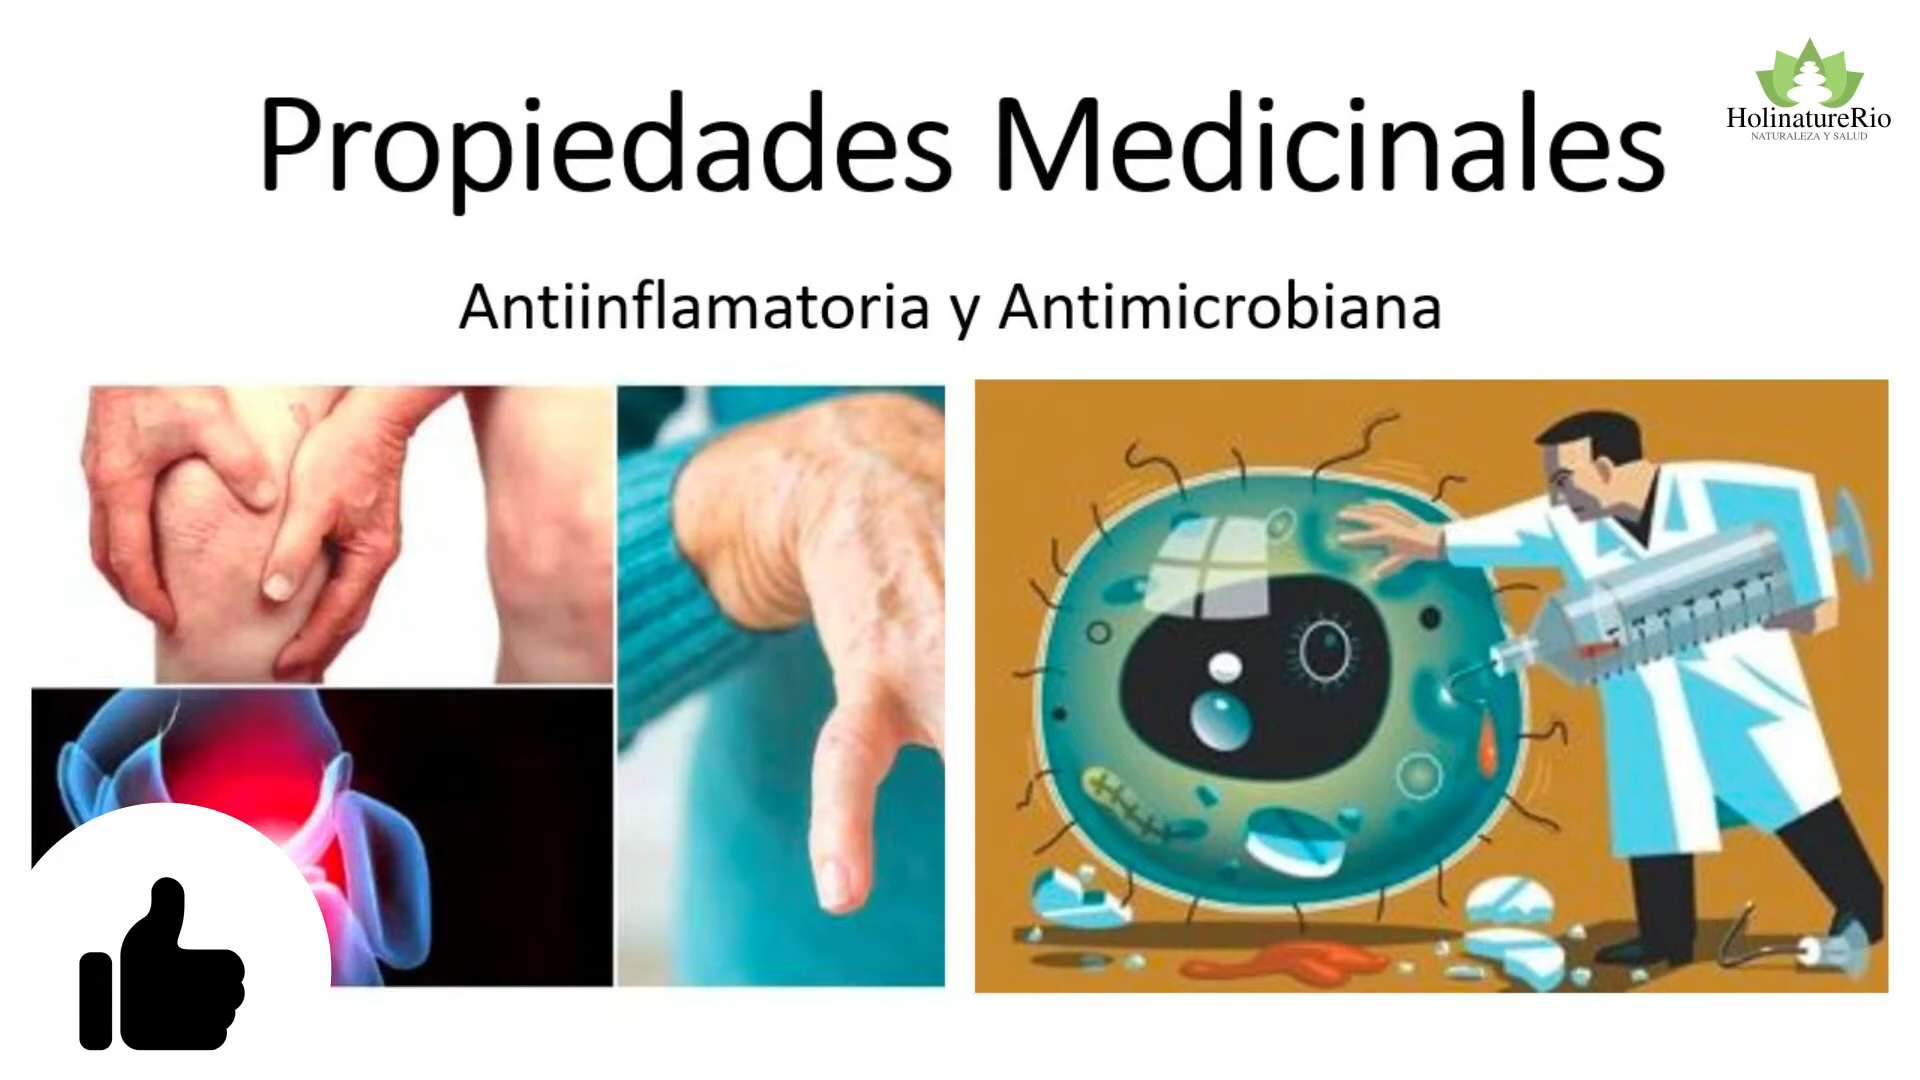 Propiedades Medicinales
HolinatureRio
NATURALEZA Y SALUD
Antiinflamatoria y Antimicrobiana